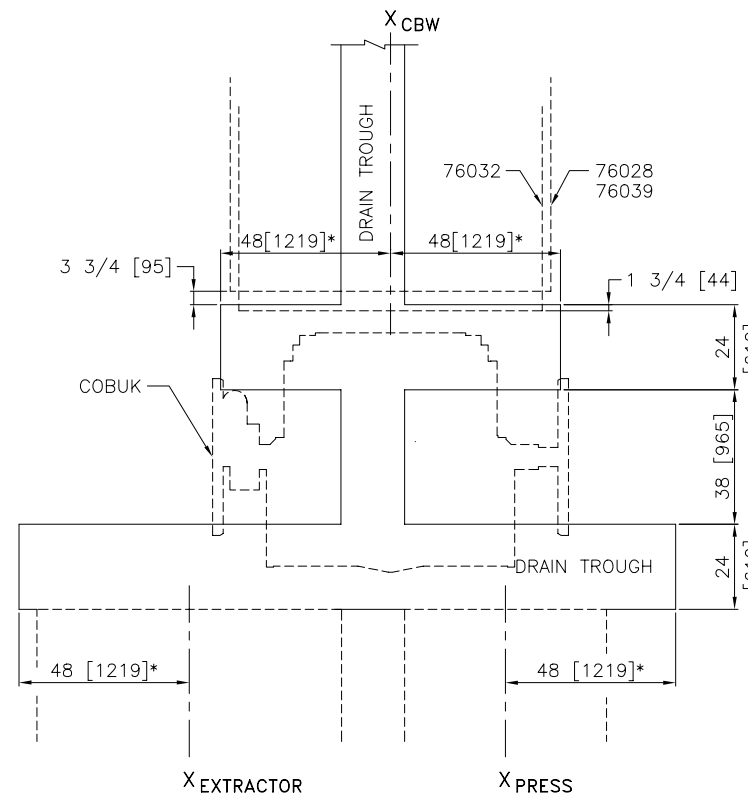 X CBW
DRAIN TROUGH
76032
76028
76039
48[1219]*
48[1219]*
3 3/4 [95]
1 3/4 [44]
24
COBUK
38 [965]
24
DRAIN TROUGH
48 [1219]*
48 [1219]*
X EXTRACTOR
X PRESS